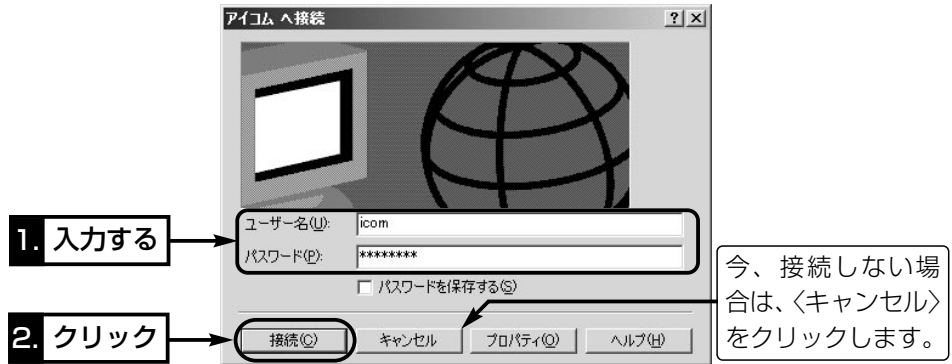 アイコム へ接続
? ×
ユーザー名(U): icom
1. 入力する
パスワード(P): ********
パスワードを保存する(S)
今、接続しない場
合は、〈キャンセル〉
をクリックします。
2. クリック
接続(C) キャンセル プロパティ(O) ヘルプ(H)